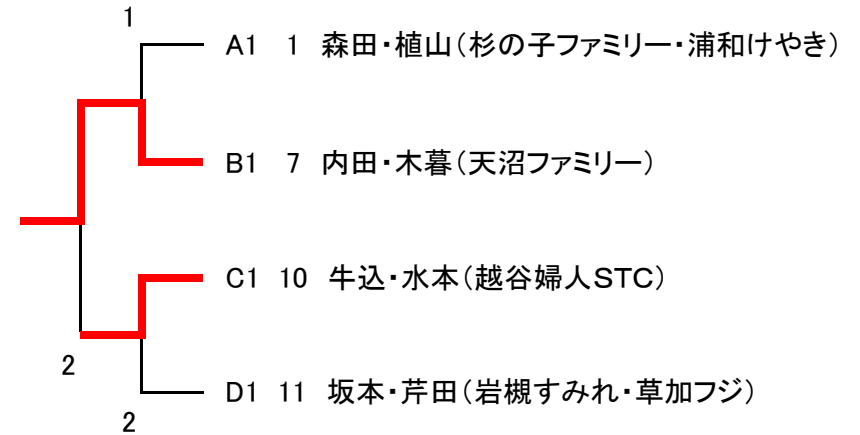 1
A1 1 森田・植山(杉の子ファミリー・浦和けやき)
B1 7 内田・木暮(天沼ファミリー)
C1 10 牛込・水本(越谷婦人STC)
2
D1 11 坂本・芹田(岩槻すみれ・草加フジ)
2